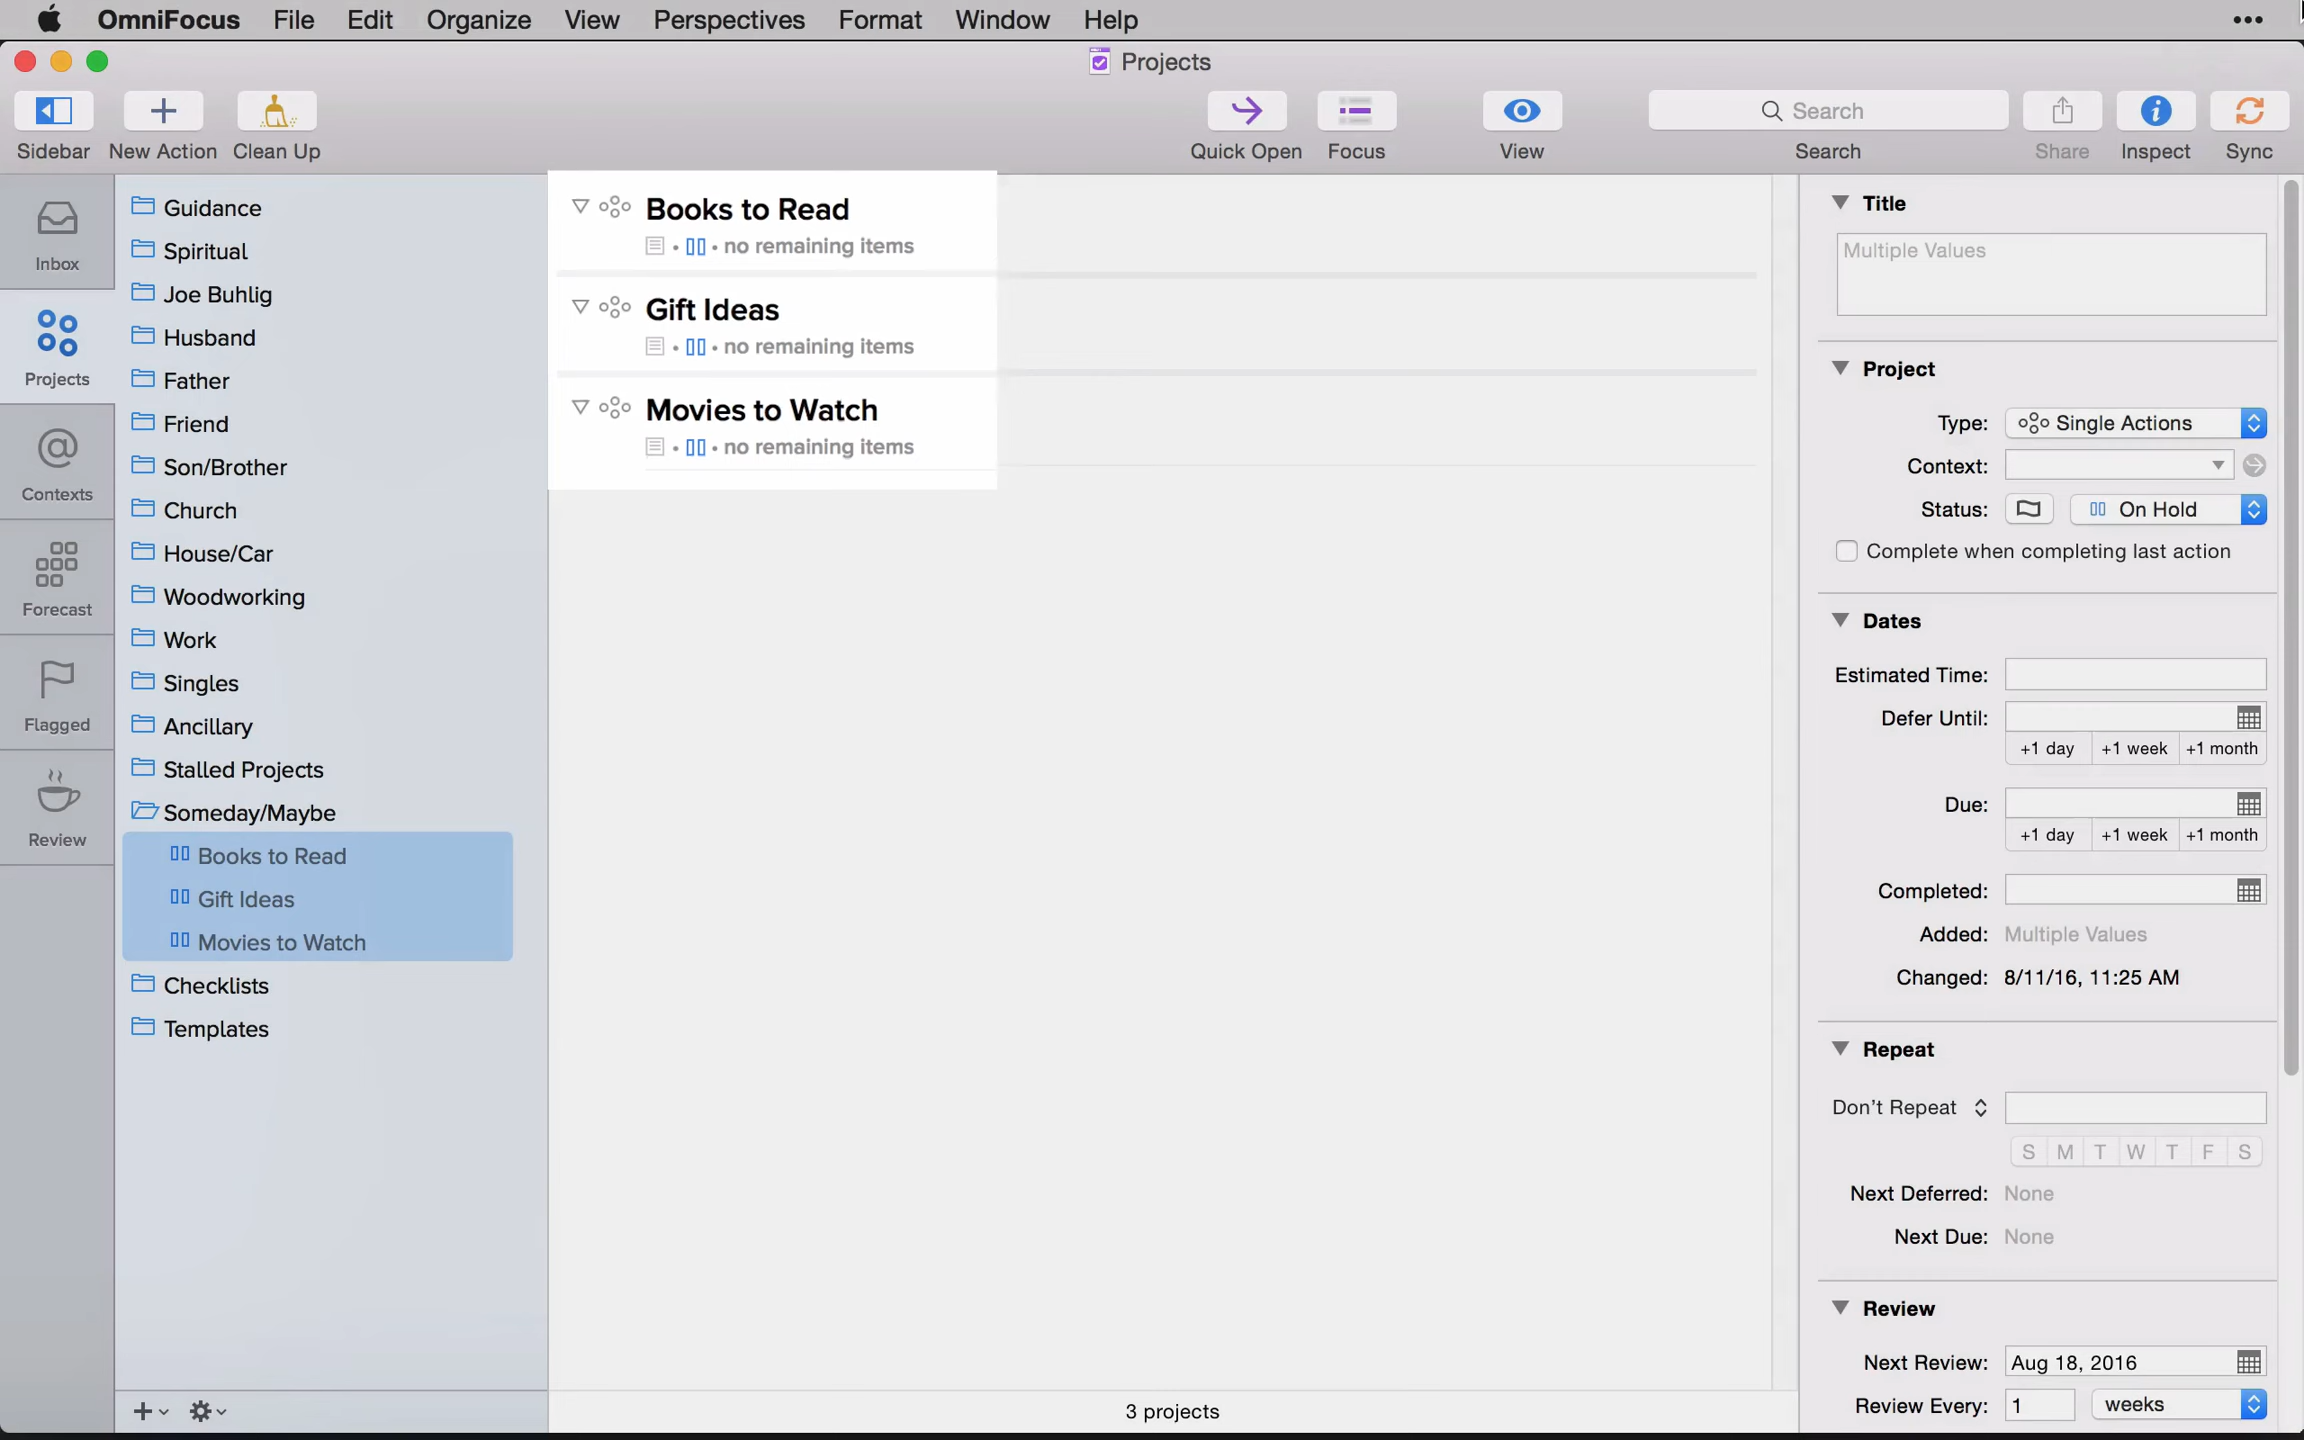 OmniFocus File Edit Organize View Perspectives Format Window Help
Projects
Search
Sidebar New Action Clean Up Quick Open Focus View Search Share Inspect Sync
Inbox
Projects
Contexts
Forecast
Flagged
Review
Guidance
Spiritual
Joe Buhlig
Husband
Father
Friend
Son/Brother
Church
House/Car
Woodworking
Work
Singles
Ancillary
Stalled Projects
Someday/Maybe
Books to Read
Gift Ideas
Movies to Watch
Checklists
Templates
Books to Read
no remaining items
Gift Ideas
no remaining items
Movies to Watch
no remaining items
3 projects
Title
Multiple Values
Project
Type: Single Actions
Context:
Status: On Hold
Complete when completing last action
Dates
Estimated Time:
Defer Until:
+1 day +1 week +1 month
Due:
+1 day +1 week +1 month
Completed:
Added: Multiple Values
Changed: 8/11/16, 11:25 AM
Repeat
Don't Repeat
S M T W T F S
Next Deferred: None
Next Due: None
Review
Next Review: Aug 18, 2016
Review Every: 1 weeks